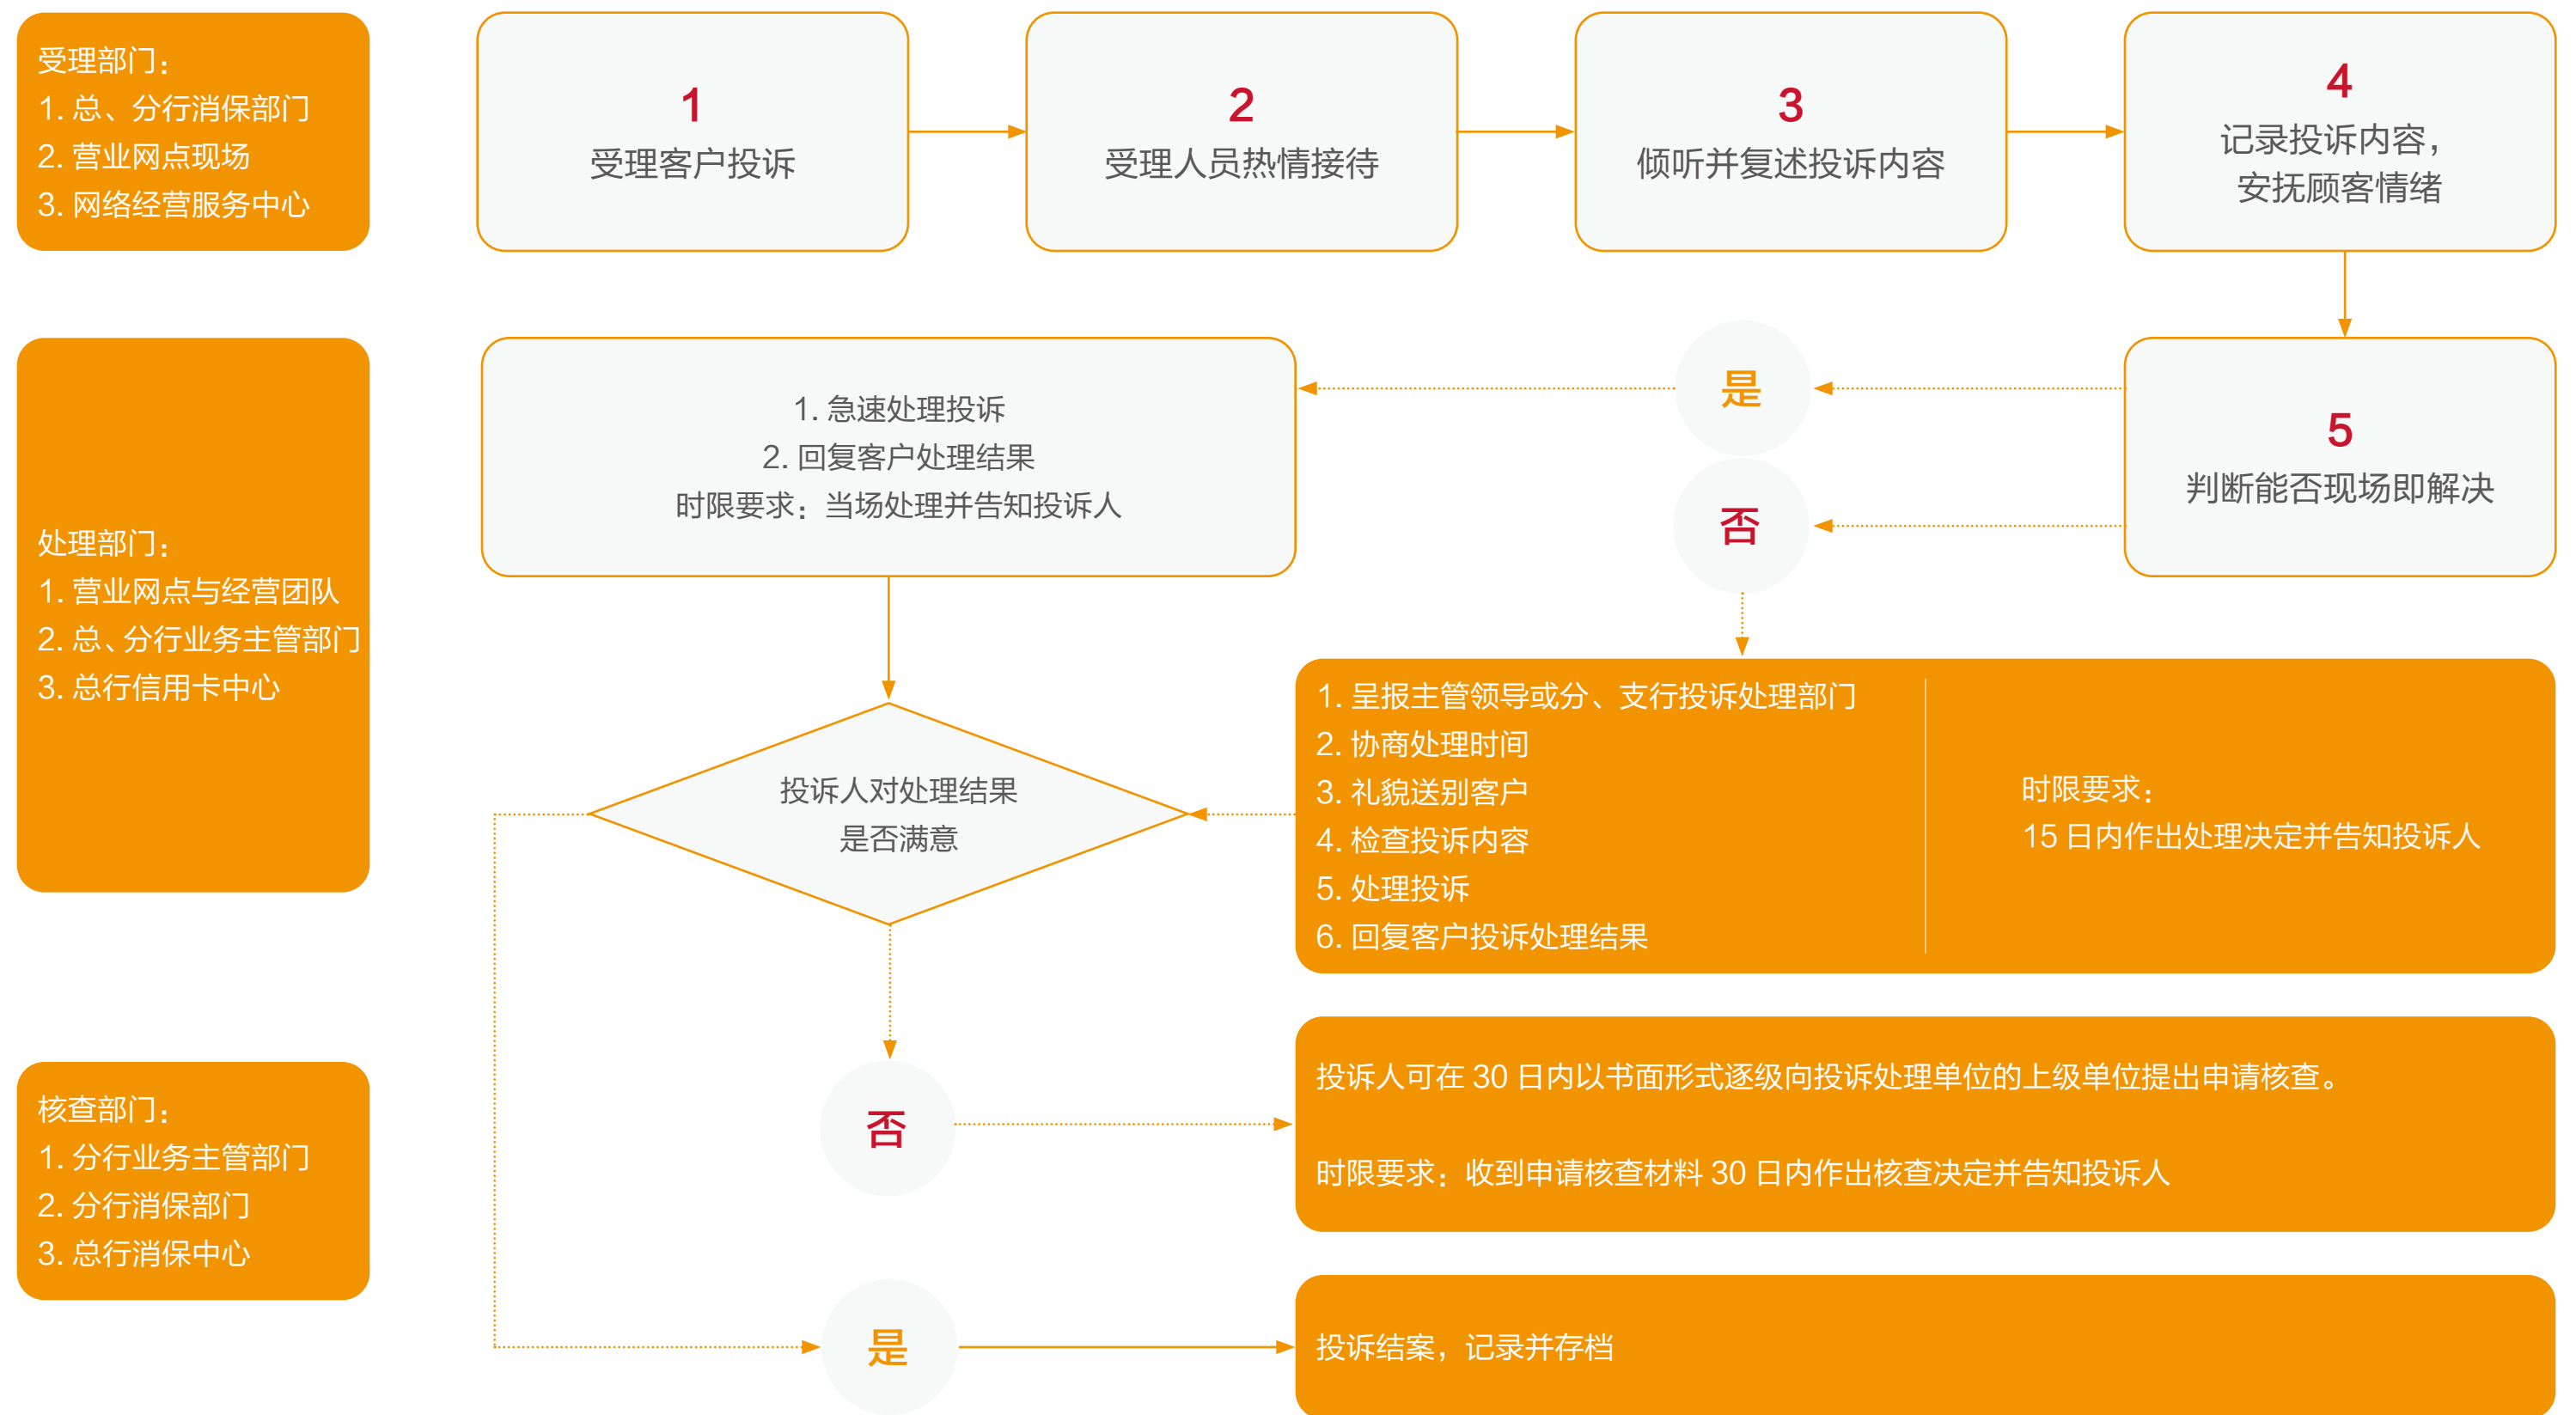 受理部门：
1. 总、分行消保部门
2. 营业网点现场
3. 网络经营服务中心
1
受理客户投诉
2
受理人员热情接待
3
倾听并复述投诉内容
4
记录投诉内容，
安抚顾客情绪
处理部门：
1. 营业网点与经营团队
2. 总、分行业务主管部门
3. 总行信用卡中心
1. 急速处理投诉
2. 回复客户处理结果
时限要求：当场处理并告知投诉人
是
否
5
判断能否现场即解决
投诉人对处理结果
是否满意
1. 呈报主管领导或分、支行投诉处理部门
2. 协商处理时间
3. 礼貌送别客户
4. 检查投诉内容
5. 处理投诉
6. 回复客户投诉处理结果
时限要求：
15 日内作出处理决定并告知投诉人
核查部门：
1. 分行业务主管部门
2. 分行消保部门
3. 总行消保中心
否
投诉人可在 30 日内以书面形式逐级向投诉处理单位的上级单位提出申请核查。
时限要求：收到申请核查材料 30 日内作出核查决定并告知投诉人
是
投诉结案，记录并存档